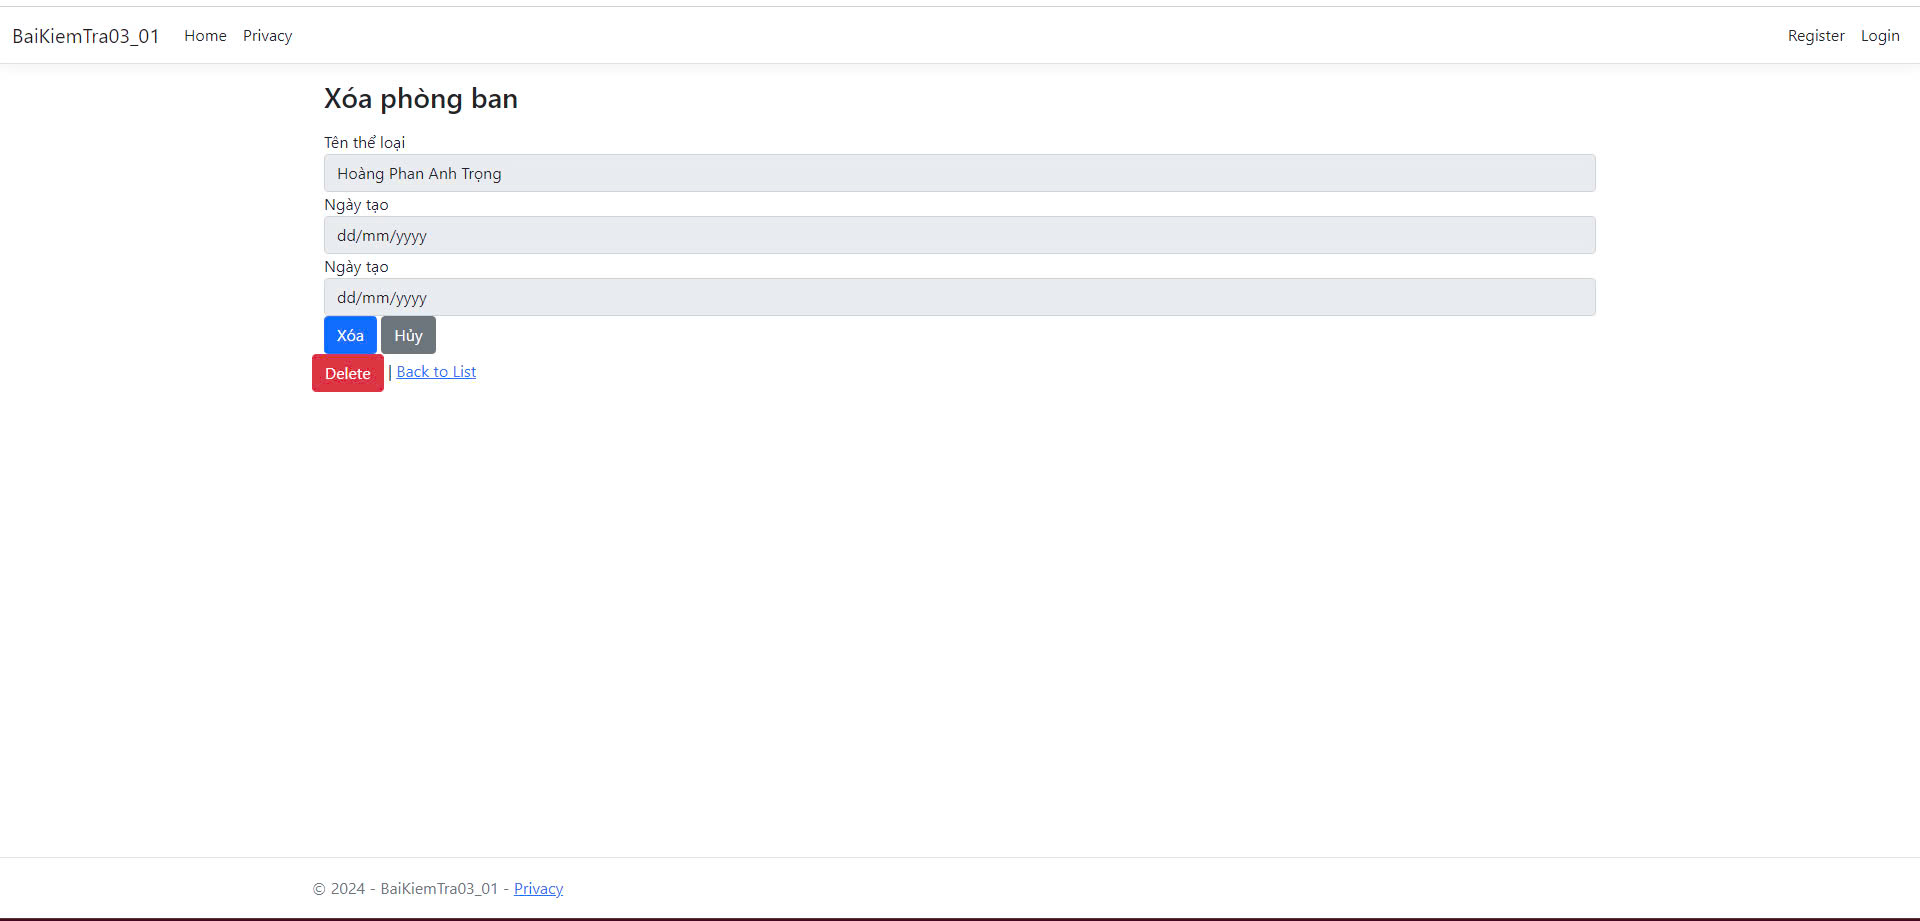 BaiKiemTra03_01 Home Privacy Register Login
Xóa phòng ban
Tên thể loại
Hoàng Phan Anh Trọng
Ngày tạo
dd/mm/yyyy
Ngày tạo
dd/mm/yyyy
Xóa Hủy
Delete | Back to List
© 2024 - BaiKiemTra03_01 - Privacy